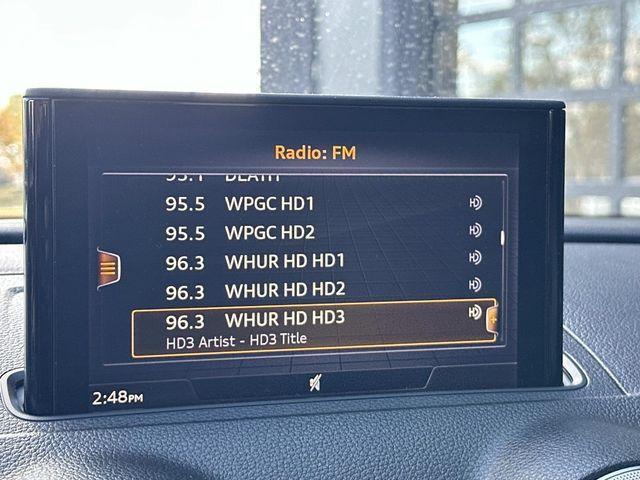 Radio: FM
95.5 WPGC HD1
95.5 WPGC HD2
96.3 WHUR HD HD1
96.3 WHUR HD HD2
96.3 WHUR HD HD3
HD3 Artist - HD3 Title
2:48PM